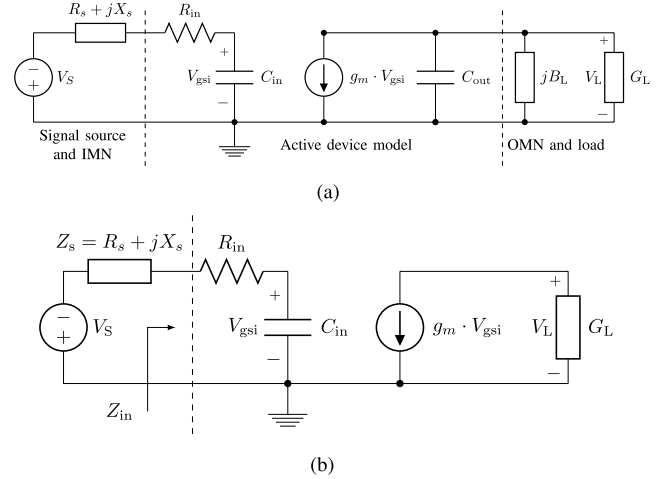 R_s + jX_s
R_in
+
V_gsi
−
C_in
−
+
V_S
g_m · V_gsi
C_out
jB_L
+
V_L
−
G_L
Signal source
and IMN
Active device model
OMN and load
(a)
Z_s = R_s + jX_s
R_in
+
V_gsi
−
C_in
−
+
V_S
g_m · V_gsi
+
V_L
−
G_L
Z_in
(b)